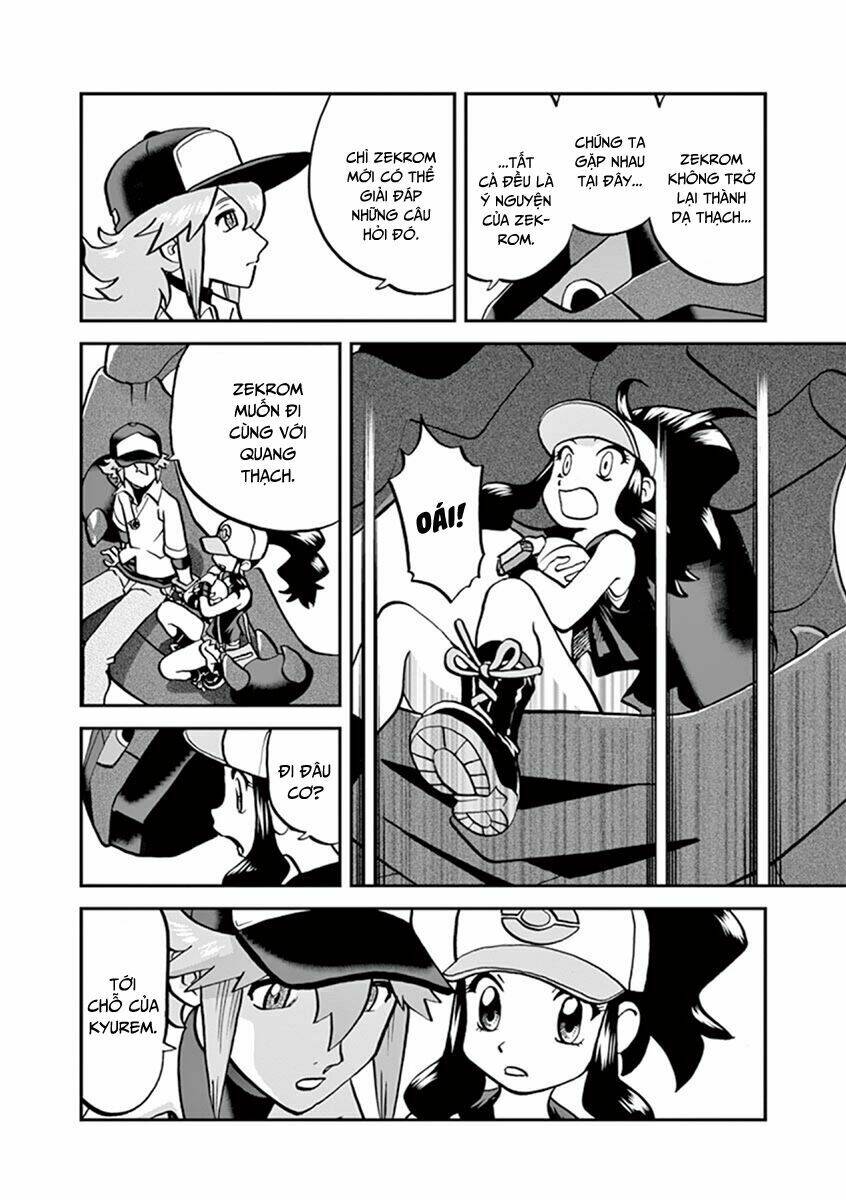 ZEKROM
KHÔNG TRỞ
LẠI THÀNH
DẠ THẠCH...
CHÚNG TA
GẶP NHAU
TẠI ĐÂY...
...TẤT
CẢ ĐỀU LÀ
Ý NGUYỆN
CỦA ZEK-
ROM.
CHỈ ZEKROM
MỚI CÓ THỂ
GIẢI ĐÁP
NHỮNG CÂU
HỎI ĐÓ.
OÁI!
ZEKROM
MUỐN ĐI
CÙNG VỚI
QUANG
THẠCH.
ĐI ĐÂU
CƠ?
TỚI
CHỖ CỦA
KYUREM.